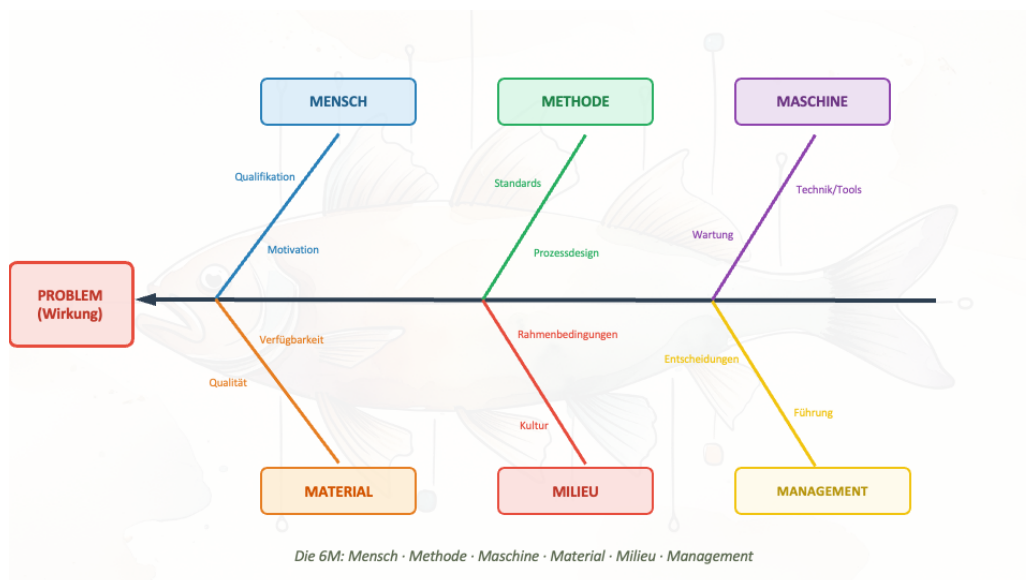 MENSCH
METHODE
MASCHINE
Qualifikation
Standards
Technik/Tools
Motivation
Prozessdesign
Wartung
PROBLEM
(Wirkung)
Verfügbarkeit
Rahmenbedingungen
Entscheidungen
Qualität
Kultur
Führung
MATERIAL
MILIEU
MANAGEMENT
Die 6M: Mensch · Methode · Maschine · Material · Milieu · Management